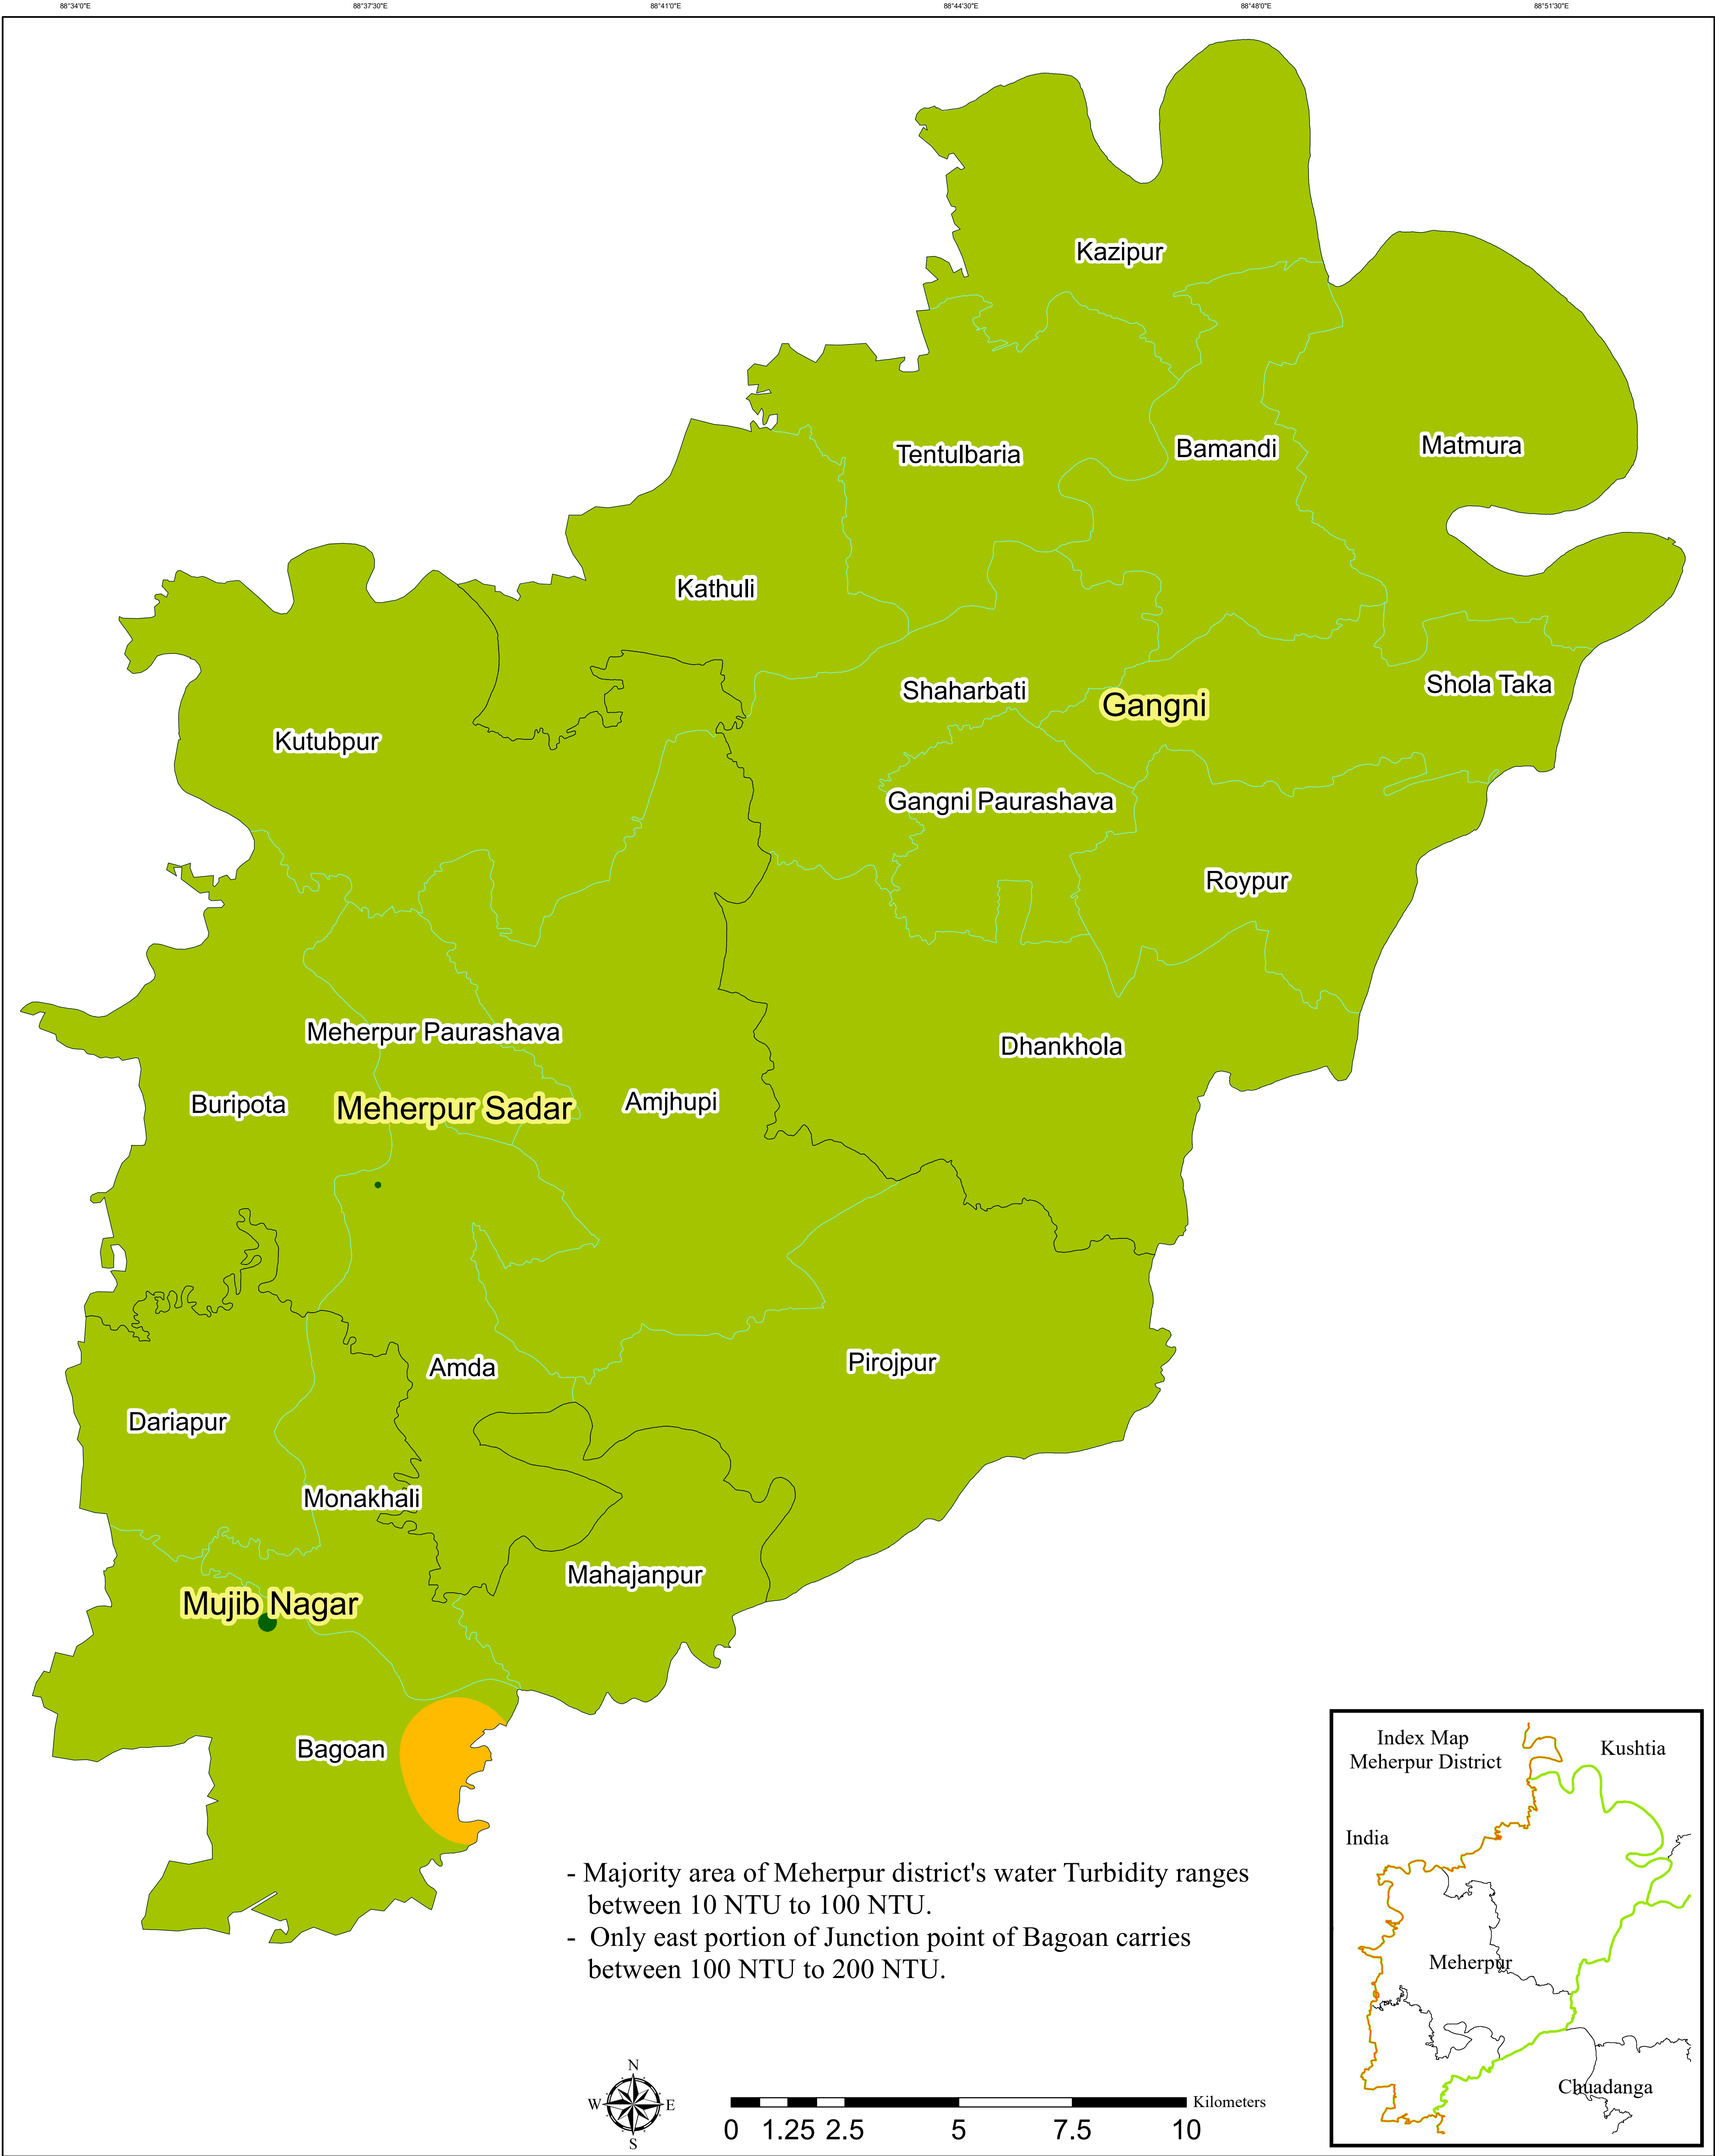 88°34'0"E
88°37'30"E
88°41'0"E
88°44'30"E
88°48'0"E
88°51'30"E
Kazipur
Tentulbaria
Bamandi
Matmura
Kathuli
Shaharbati
Gangni
Shola Taka
Kutubpur
Gangni Paurashava
Roypur
Meherpur Paurashava
Dhankhola
Buripota
Meherpur Sadar
Amjhupi
Amda
Pirojpur
Dariapur
Monakhali
Mahajanpur
Mujib Nagar
Bagoan
- Majority area of Meherpur district's water Turbidity ranges
between 10 NTU to 100 NTU.
- Only east portion of Junction point of Bagoan carries
between 100 NTU to 200 NTU.
N
W
E
S
Kilometers
0 1.25 2.5 5 7.5 10
Index Map
Meherpur District
Kushtia
India
Meherpur
Chuadanga